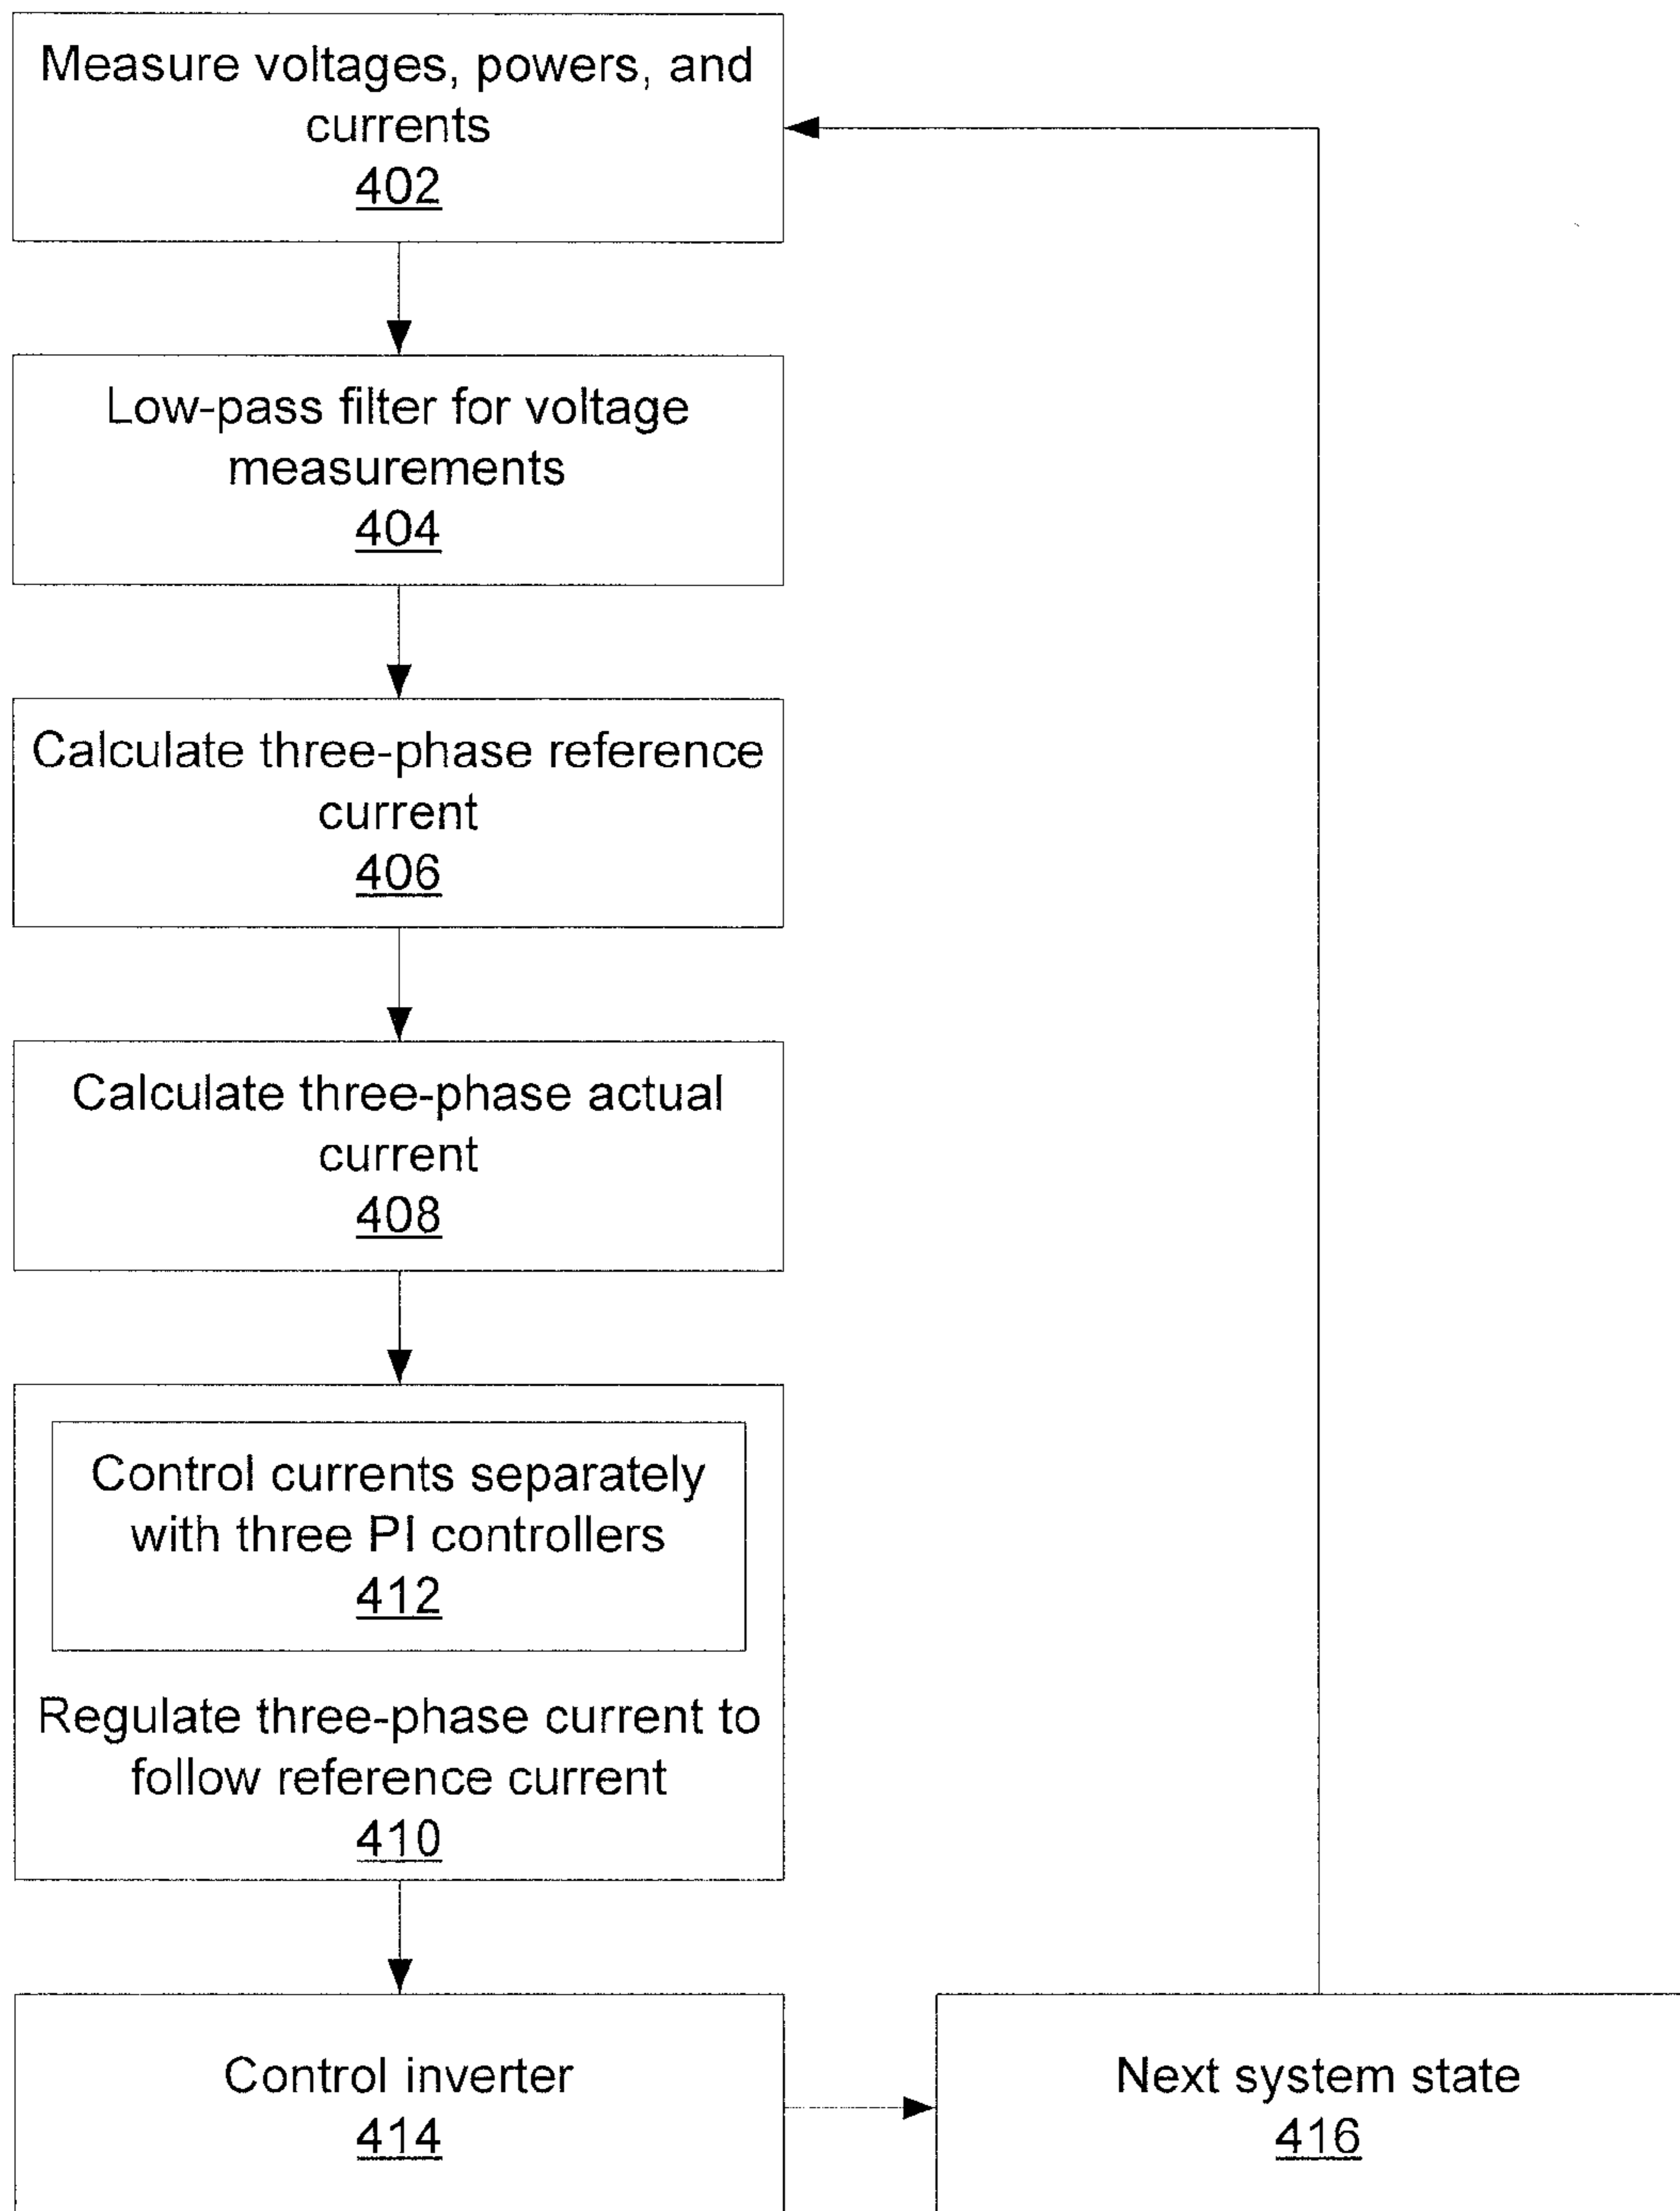 Measure voltages, powers, and
currents
402
Low-pass filter for voltage
measurements
404
Calculate three-phase reference
current
406
Calculate three-phase actual
current
408
Control currents separately
with three PI controllers
412
Regulate three-phase current to
follow reference current
410
Control inverter
414
Next system state
416